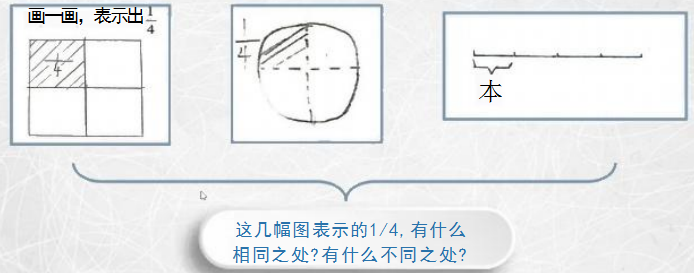 画一画，表示出1/4
1/4
1/4
本
这几幅图表示的1/4,有什么
相同之处?有什么不同之处?